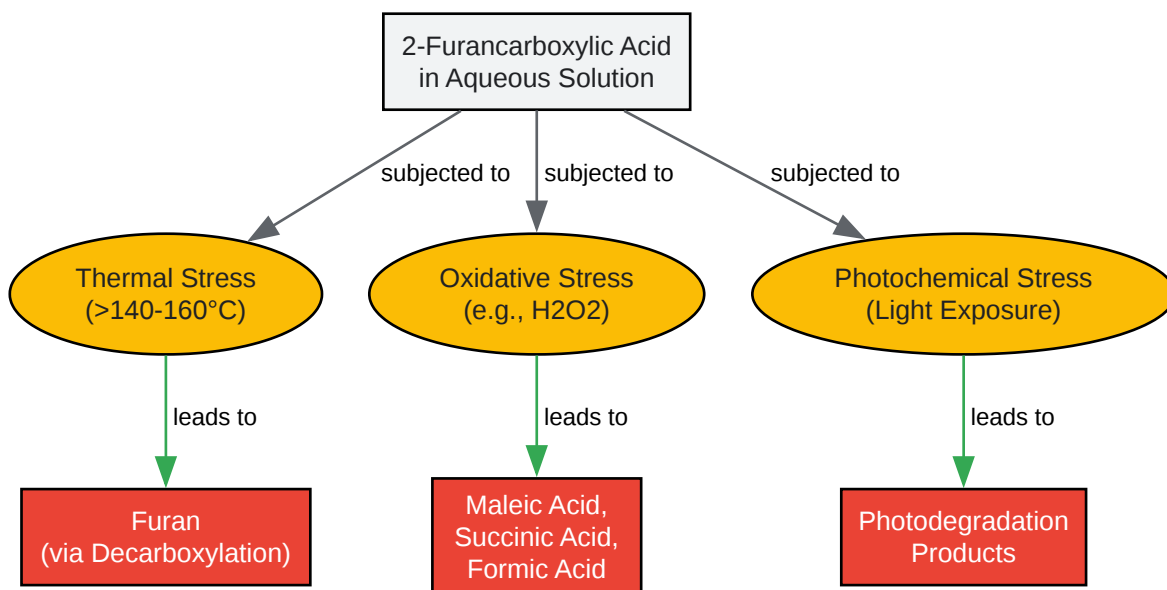 2-Furancarboxylic Acid
in Aqueous Solution
subjected to
subjected to
subjected to
Thermal Stress
(>140-160°C)
Oxidative Stress
(e.g., H2O2)
Photochemical Stress
(Light Exposure)
leads to
leads to
leads to
Furan
(via Decarboxylation)
Maleic Acid,
Succinic Acid,
Formic Acid
Photodegradation
Products